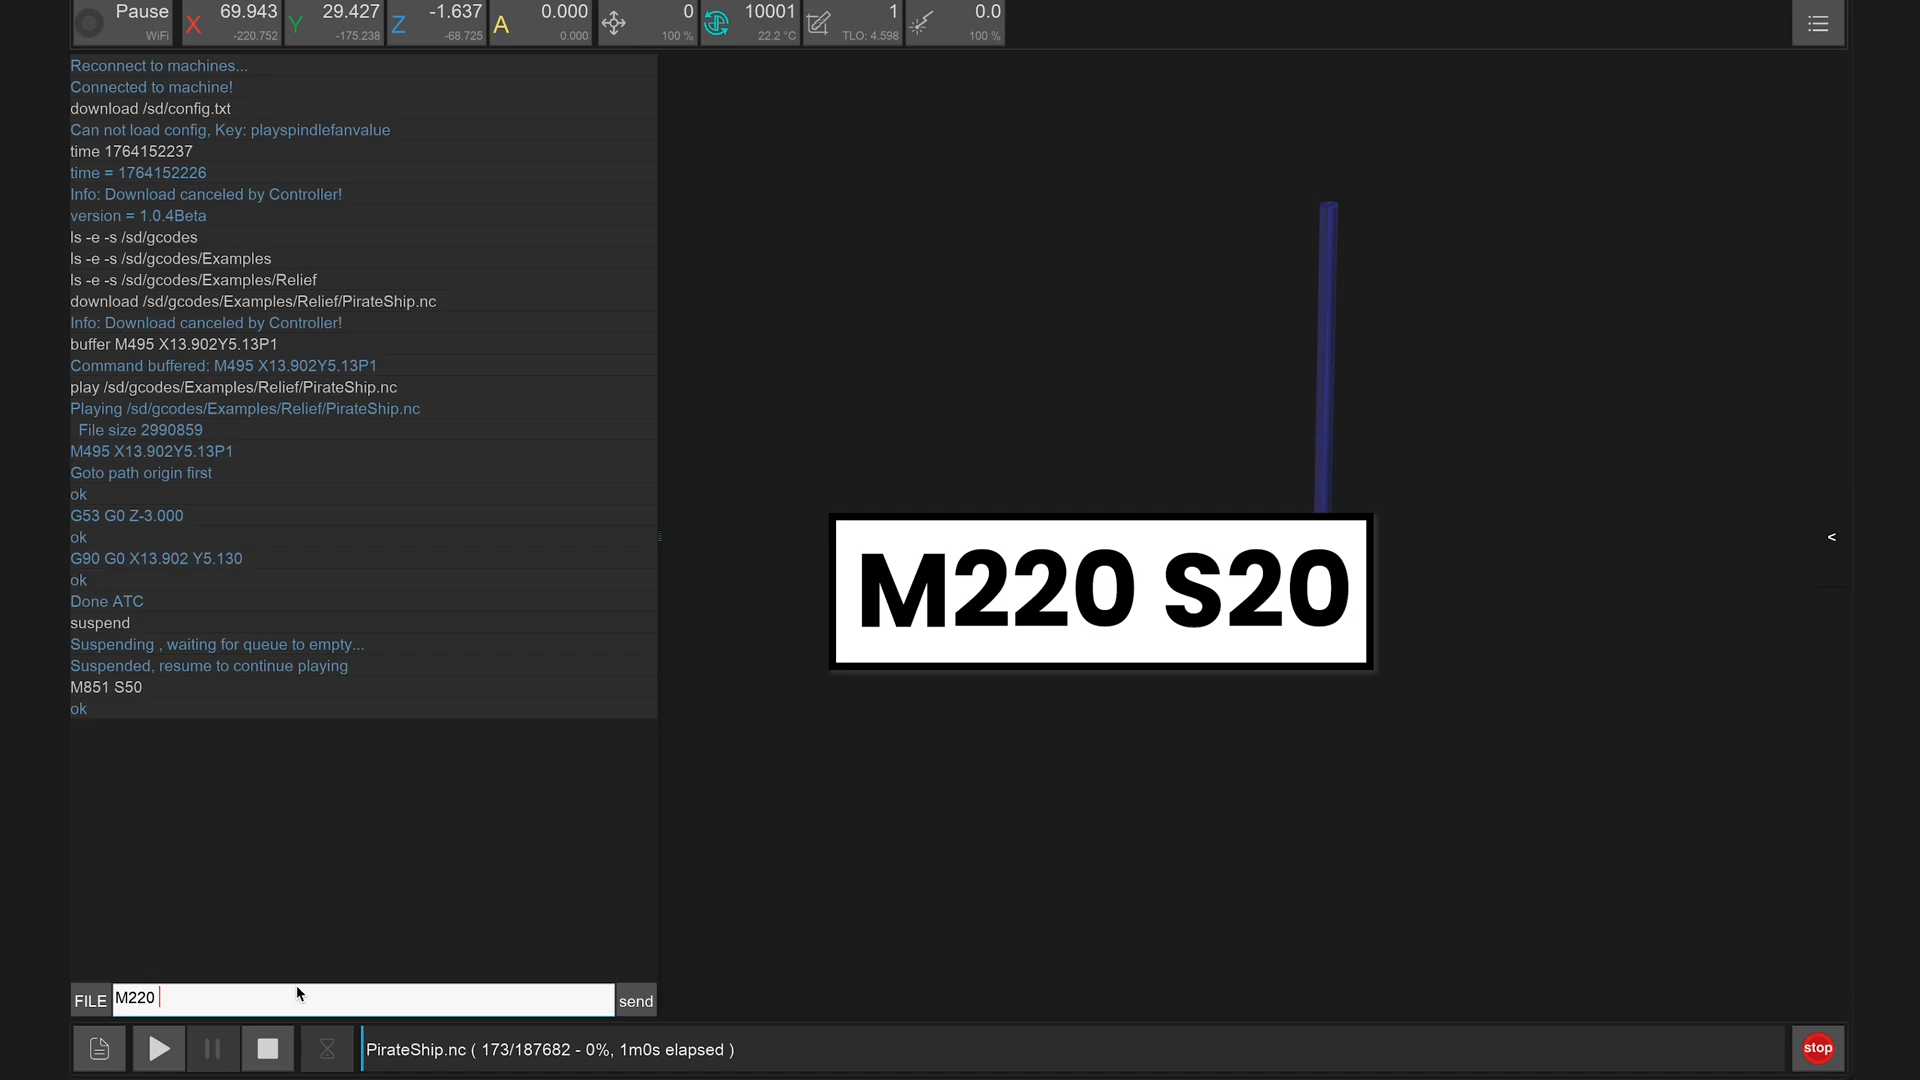 Pause
WiFi
X 69.943
-220.752
Y 29.427
-175.238
Z -1.637
-68.725
A 0.000
0.000
0
100 %
10001
22.2 °C
1
TLO: 4.598
0.0
100 %
Reconnect to machines...
Connected to machine!
download /sd/config.txt
Can not load config, Key: playspindlefanvalue
time 1764152237
time = 1764152226
Info: Download canceled by Controller!
version = 1.0.4Beta
ls -e -s /sd/gcodes
ls -e -s /sd/gcodes/Examples
ls -e -s /sd/gcodes/Examples/Relief
download /sd/gcodes/Examples/Relief/PirateShip.nc
Info: Download canceled by Controller!
buffer M495 X13.902Y5.13P1
Command buffered: M495 X13.902Y5.13P1
play /sd/gcodes/Examples/Relief/PirateShip.nc
Playing /sd/gcodes/Examples/Relief/PirateShip.nc
File size 2990859
M495 X13.902Y5.13P1
Goto path origin first
ok
G53 G0 Z-3.000
ok
G90 G0 X13.902 Y5.130
ok
Done ATC
suspend
Suspending , waiting for queue to empty...
Suspended, resume to continue playing
M851 S50
ok
<
M220 S20
FILE M220 send
PirateShip.nc ( 173/187682 - 0%, 1m0s elapsed )
stop